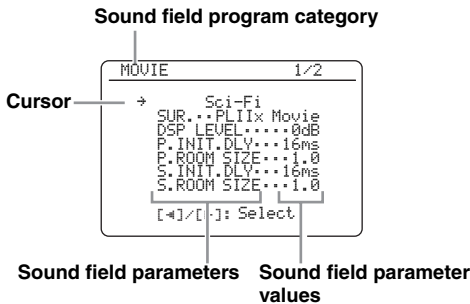 Sound field program category
MOVIE 1/2
Cursor
→ Sci-Fi
SUR.··PLIIx Movie
DSP LEVEL·····0dB
P.INIT.DLY···16ms
P.ROOM SIZE···1.0
S.INIT.DLY···16ms
S.ROOM SIZE···1.0
[◀]/[▶]: Select
Sound field parameters
Sound field parameter
values